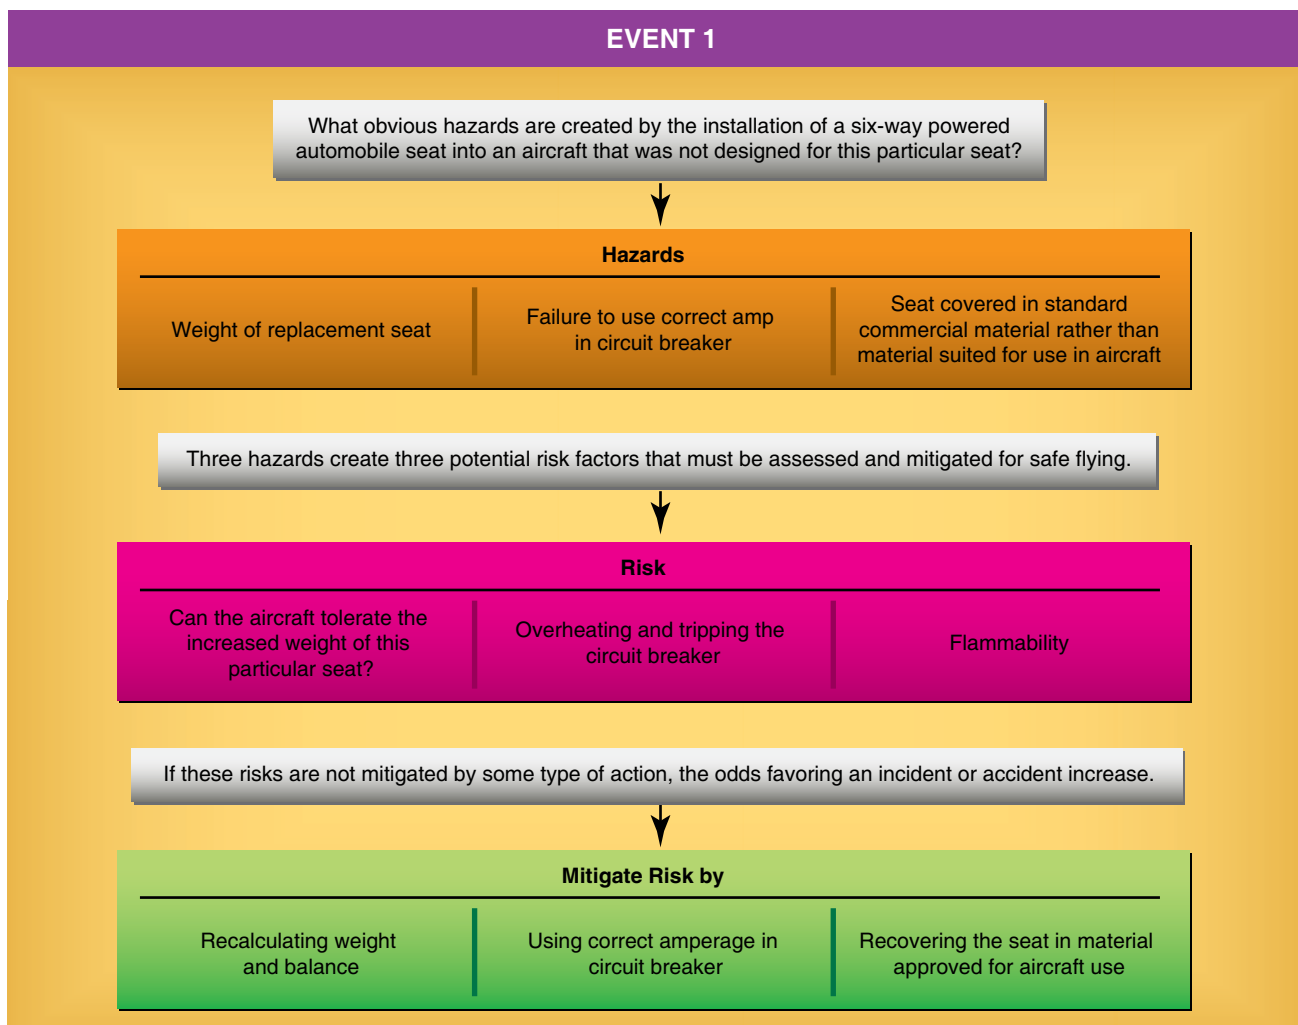 EVENT 1
What obvious hazards are created by the installation of a six-way powered
automobile seat into an aircraft that was not designed for this particular seat?
Hazards
Weight of replacement seat
Failure to use correct amp
in circuit breaker
Seat covered in standard
commercial material rather than
material suited for use in aircraft
Three hazards create three potential risk factors that must be assessed and mitigated for safe flying.
Risk
Can the aircraft tolerate the
increased weight of this
particular seat?
Overheating and tripping the
circuit breaker
Flammability
If these risks are not mitigated by some type of action, the odds favoring an incident or accident increase.
Mitigate Risk by
Recalculating weight
and balance
Using correct amperage in
circuit breaker
Recovering the seat in material
approved for aircraft use